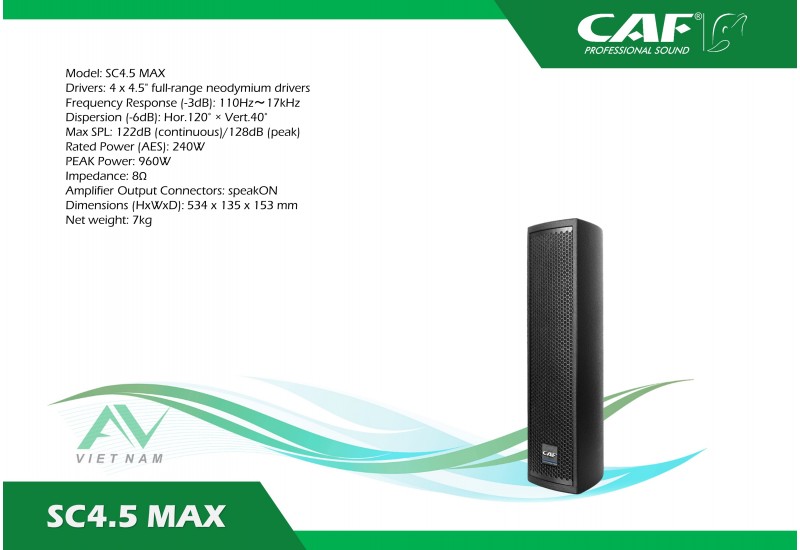 CAF®
PROFESSIONAL SOUND
Model: SC4.5 MAX
Drivers: 4 x 4.5" full-range neodymium drivers
Frequency Response (-3dB): 110Hz～17kHz
Dispersion (-6dB): Hor.120° × Vert.40°
Max SPL: 122dB (continuous)/128dB (peak)
Rated Power (AES): 240W
PEAK Power: 960W
Impedance: 8Ω
Amplifier Output Connectors: speakON
Dimensions (HxWxD): 534 x 135 x 153 mm
Net weight: 7kg
CAF
AV
VIETNAM
SC4.5 MAX